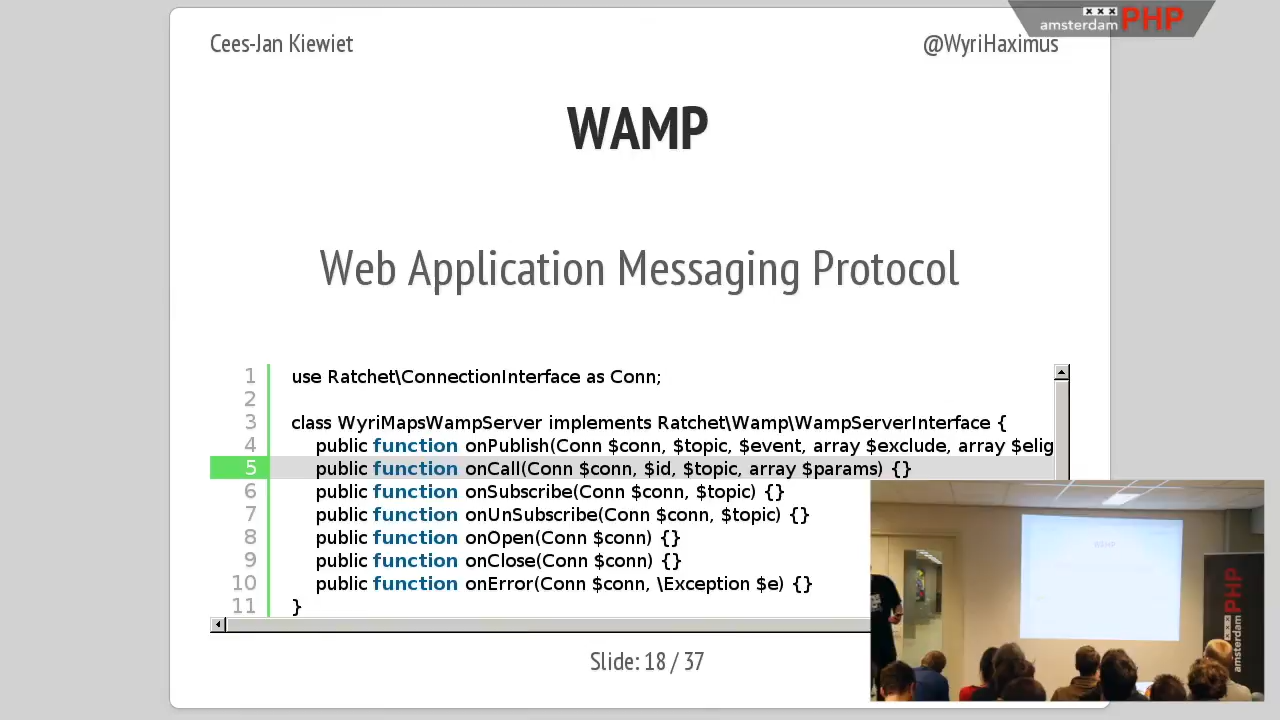 Cees-Jan Kiewiet
@WyriHaximus
amsterdamPHP
WAMP
Web Application Messaging Protocol
1 use Ratchet\ConnectionInterface as Conn;
2
3 class WyriMapsWampServer implements Ratchet\Wamp\WampServerInterface {
4 public function onPublish(Conn $conn, $topic, $event, array $exclude, array $elig
5 public function onCall(Conn $conn, $id, $topic, array $params) {}
6 public function onSubscribe(Conn $conn, $topic) {}
7 public function onUnSubscribe(Conn $conn, $topic) {}
8 public function onOpen(Conn $conn) {}
9 public function onClose(Conn $conn) {}
10 public function onError(Conn $conn, \Exception $e) {}
11 }
Slide: 18 / 37
WAMP
amsterdamPHP